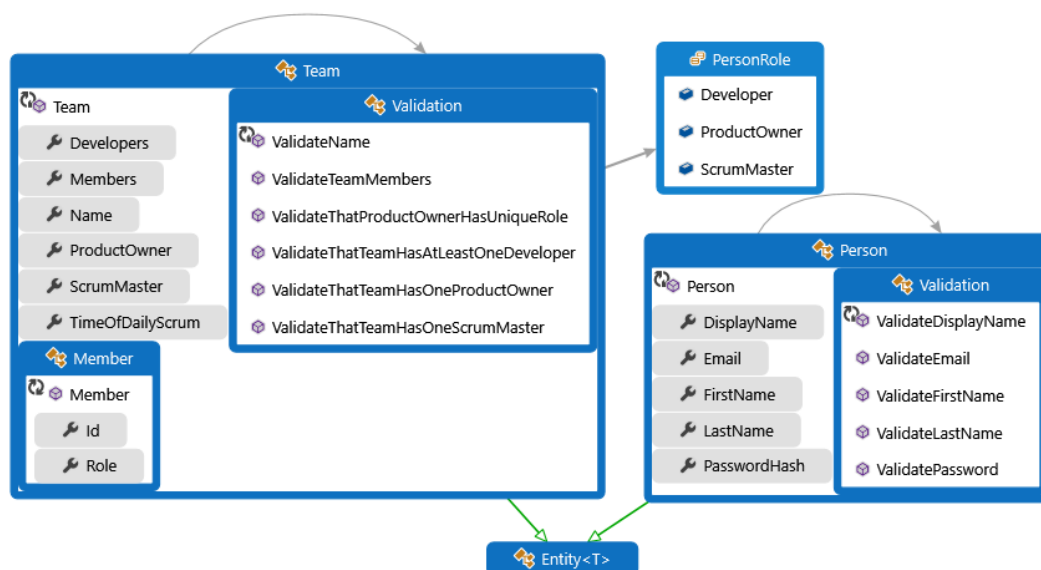 Team
Team
Developers
Members
Name
ProductOwner
ScrumMaster
TimeOfDailyScrum
Member
Member
Id
Role
Validation
ValidateName
ValidateTeamMembers
ValidateThatProductOwnerHasUniqueRole
ValidateThatTeamHasAtLeastOneDeveloper
ValidateThatTeamHasOneProductOwner
ValidateThatTeamHasOneScrumMaster
PersonRole
Developer
ProductOwner
ScrumMaster
Person
Person
DisplayName
Email
FirstName
LastName
PasswordHash
Validation
ValidateDisplayName
ValidateEmail
ValidateFirstName
ValidateLastName
ValidatePassword
Entity<T>